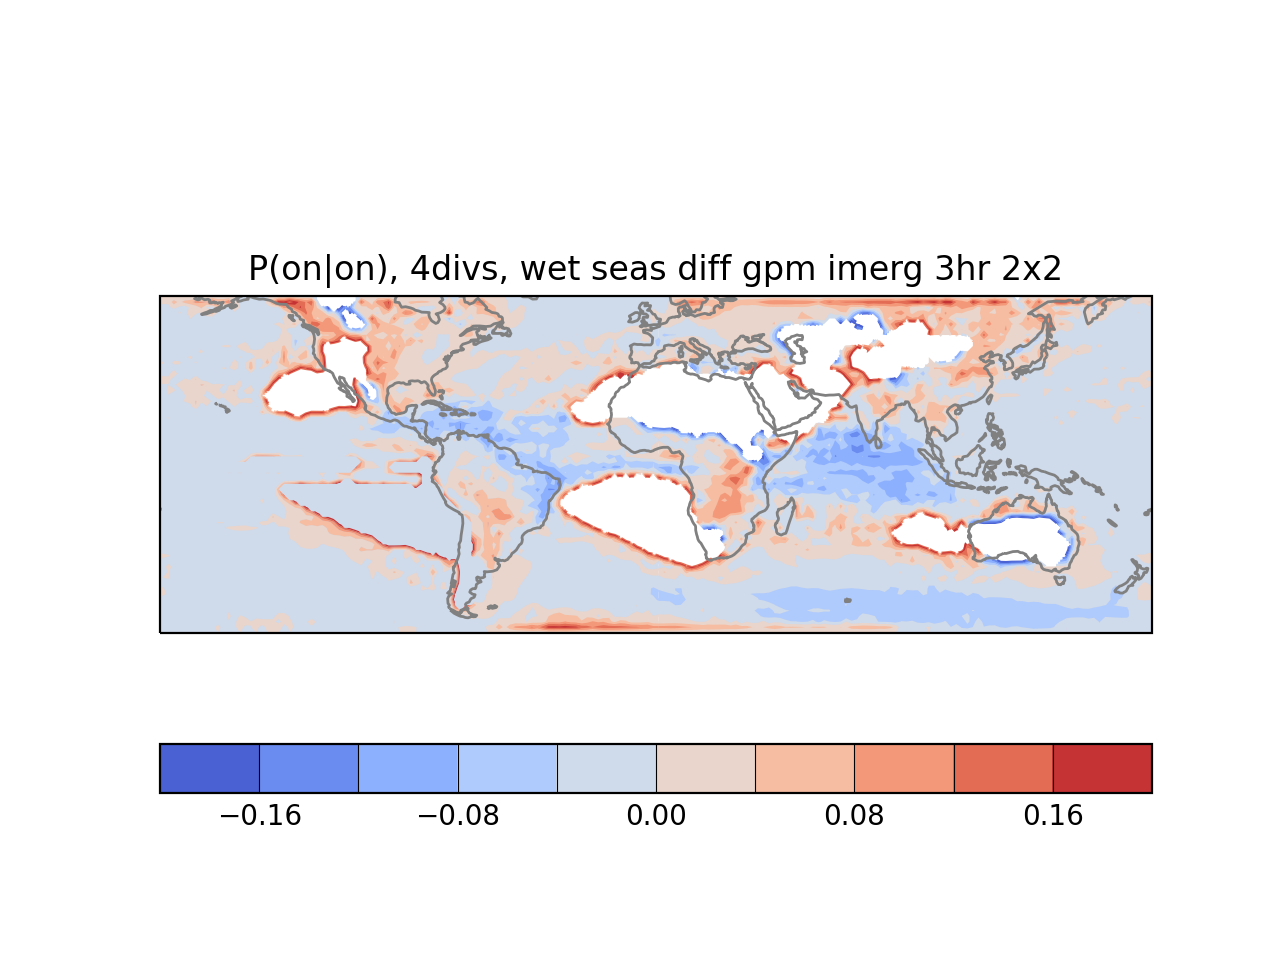 P(on|on), 4divs, wet seas diff gpm imerg 3hr 2x2
−0.16 −0.08 0.00 0.08 0.16